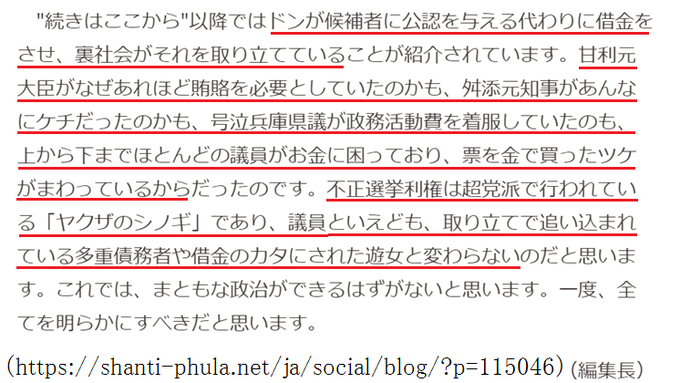 "続きはここから"以降ではドンが候補者に公認を与える代わりに借金を
させ、裏社会がそれを取り立てていることが紹介されています。甘利元
大臣がなぜあれほど賄賂を必要としていたのかも、舛添元知事があんな
にケチだったのかも、号泣兵庫県議が政務活動費を着服していたのも、
上から下までほとんどの議員がお金に困っており、票を金で買ったツケ
がまわっているからだったのです。不正選挙利権は超党派で行われてい
る「ヤクザのシノギ」であり、議員といえども、取り立てで追い込まれ
ている多重債務者や借金のカタにされた遊女と変わらないのだと思いま
す。これでは、まともな政治ができるはずがないと思います。一度、全
てを明らかにすべきだと思います。
(https://shanti-phula.net/ja/social/blog/?p=115046) (編集長)